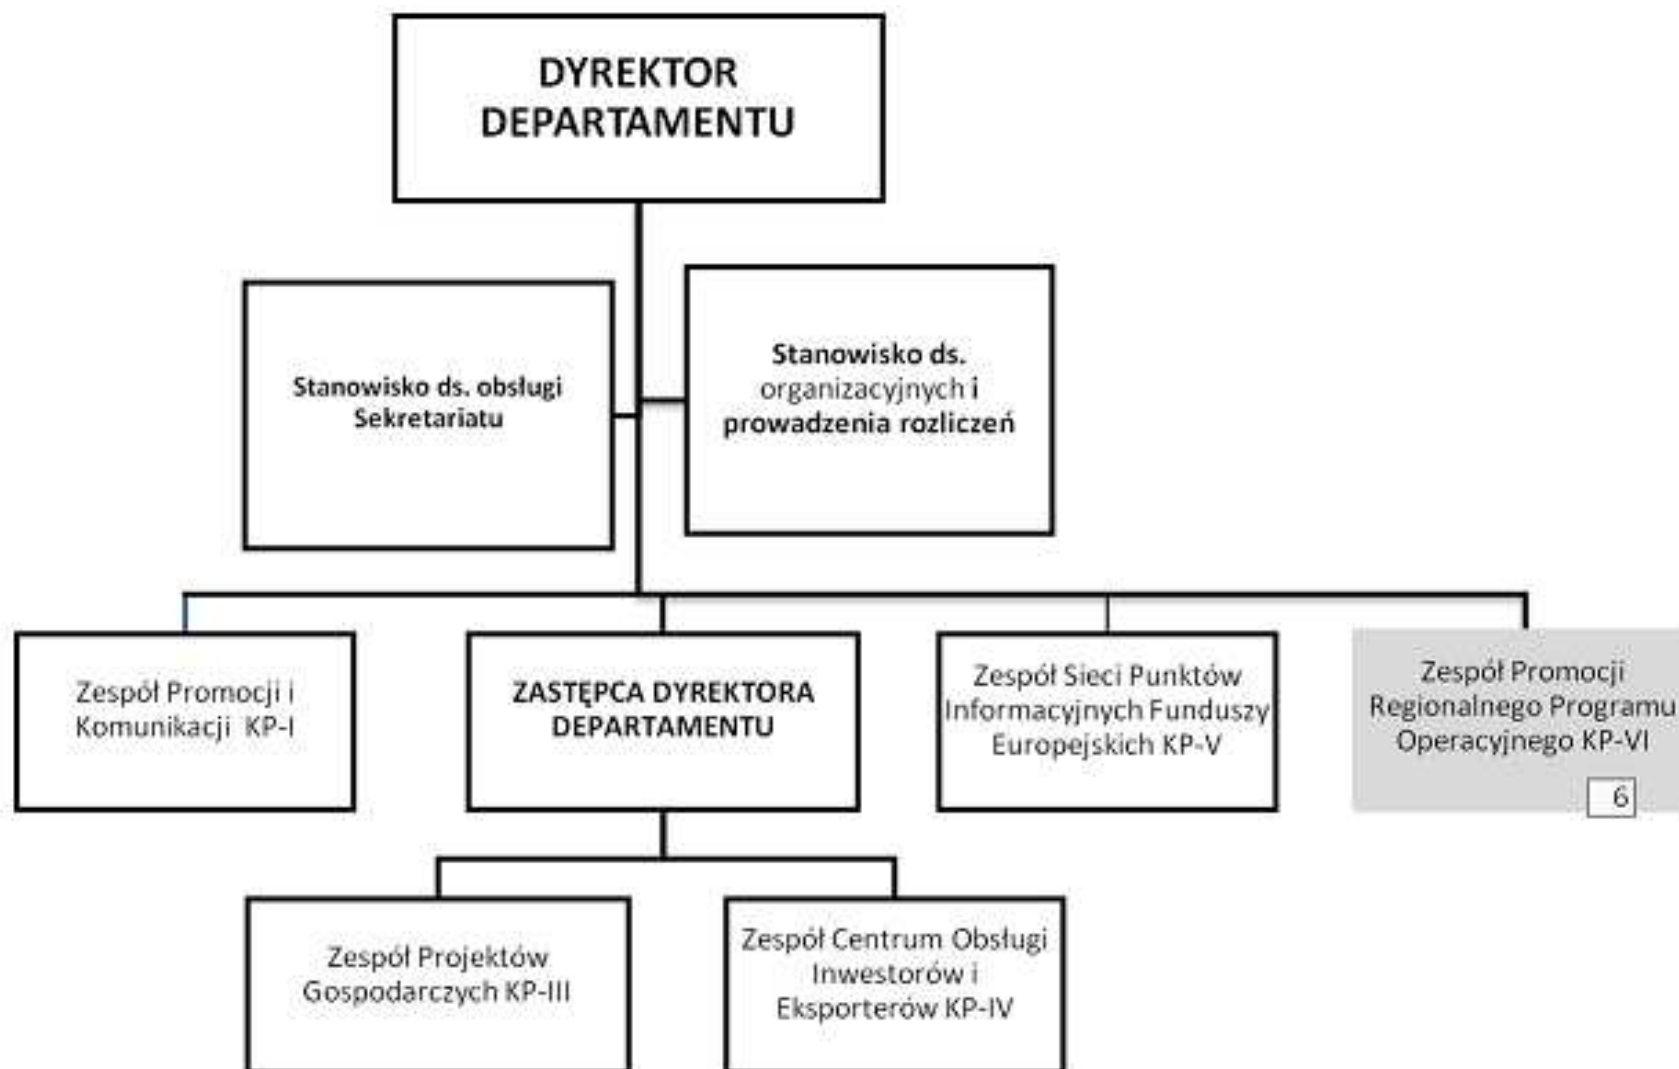 DYREKTOR
DEPARTAMENTU
Stanowisko ds. obsługi
Sekretariatu
Stanowisko ds.
organizacyjnych i
prowadzenia rozliczeń
Zespół Promocji i
Komunikacji KP-I
ZASTĘPCA DYREKTORA
DEPARTAMENTU
Zespół Sieci Punktów
Informacyjnych Funduszy
Europejskich KP-V
Zespół Promocji
Regionalnego Programu
Operacyjnego KP-VI
6
Zespół Projektów
Gospodarczych KP-III
Zespół Centrum Obsługi
Inwestorów i
Eksporterów KP-IV